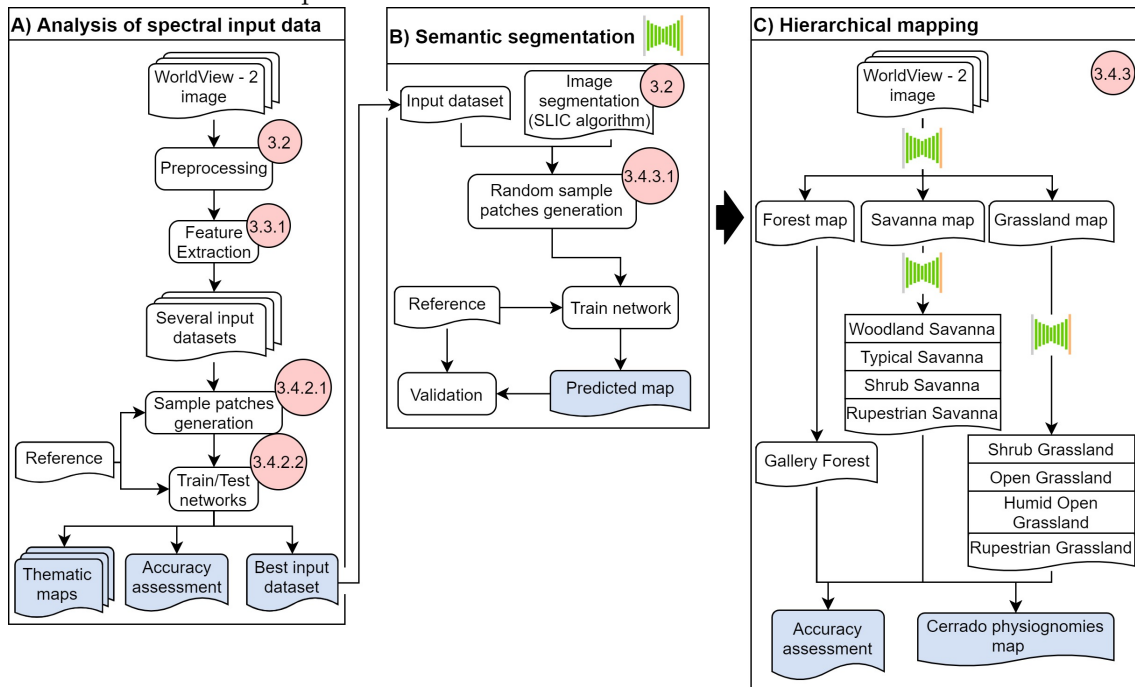 A) Analysis of spectral input data
WorldView - 2
image
3.2
Preprocessing
3.3.1
Feature
Extraction
Several input
datasets
3.4.2.1
Sample patches
generation
Reference
3.4.2.2
Train/Test
networks
Thematic
maps
Accuracy
assessment
Best input
dataset
B) Semantic segmentation
Input dataset
Image
segmentation
(SLIC algorithm)
3.2
3.4.3.1
Random sample
patches generation
Reference
Train network
Validation
Predicted map
C) Hierarchical mapping
WorldView - 2
image
3.4.3
Forest map
Savanna map
Grassland map
Woodland Savanna
Typical Savanna
Shrub Savanna
Rupestrian Savanna
Gallery Forest
Shrub Grassland
Open Grassland
Humid Open
Grassland
Rupestrian Grassland
Accuracy
assessment
Cerrado physiognomies
map